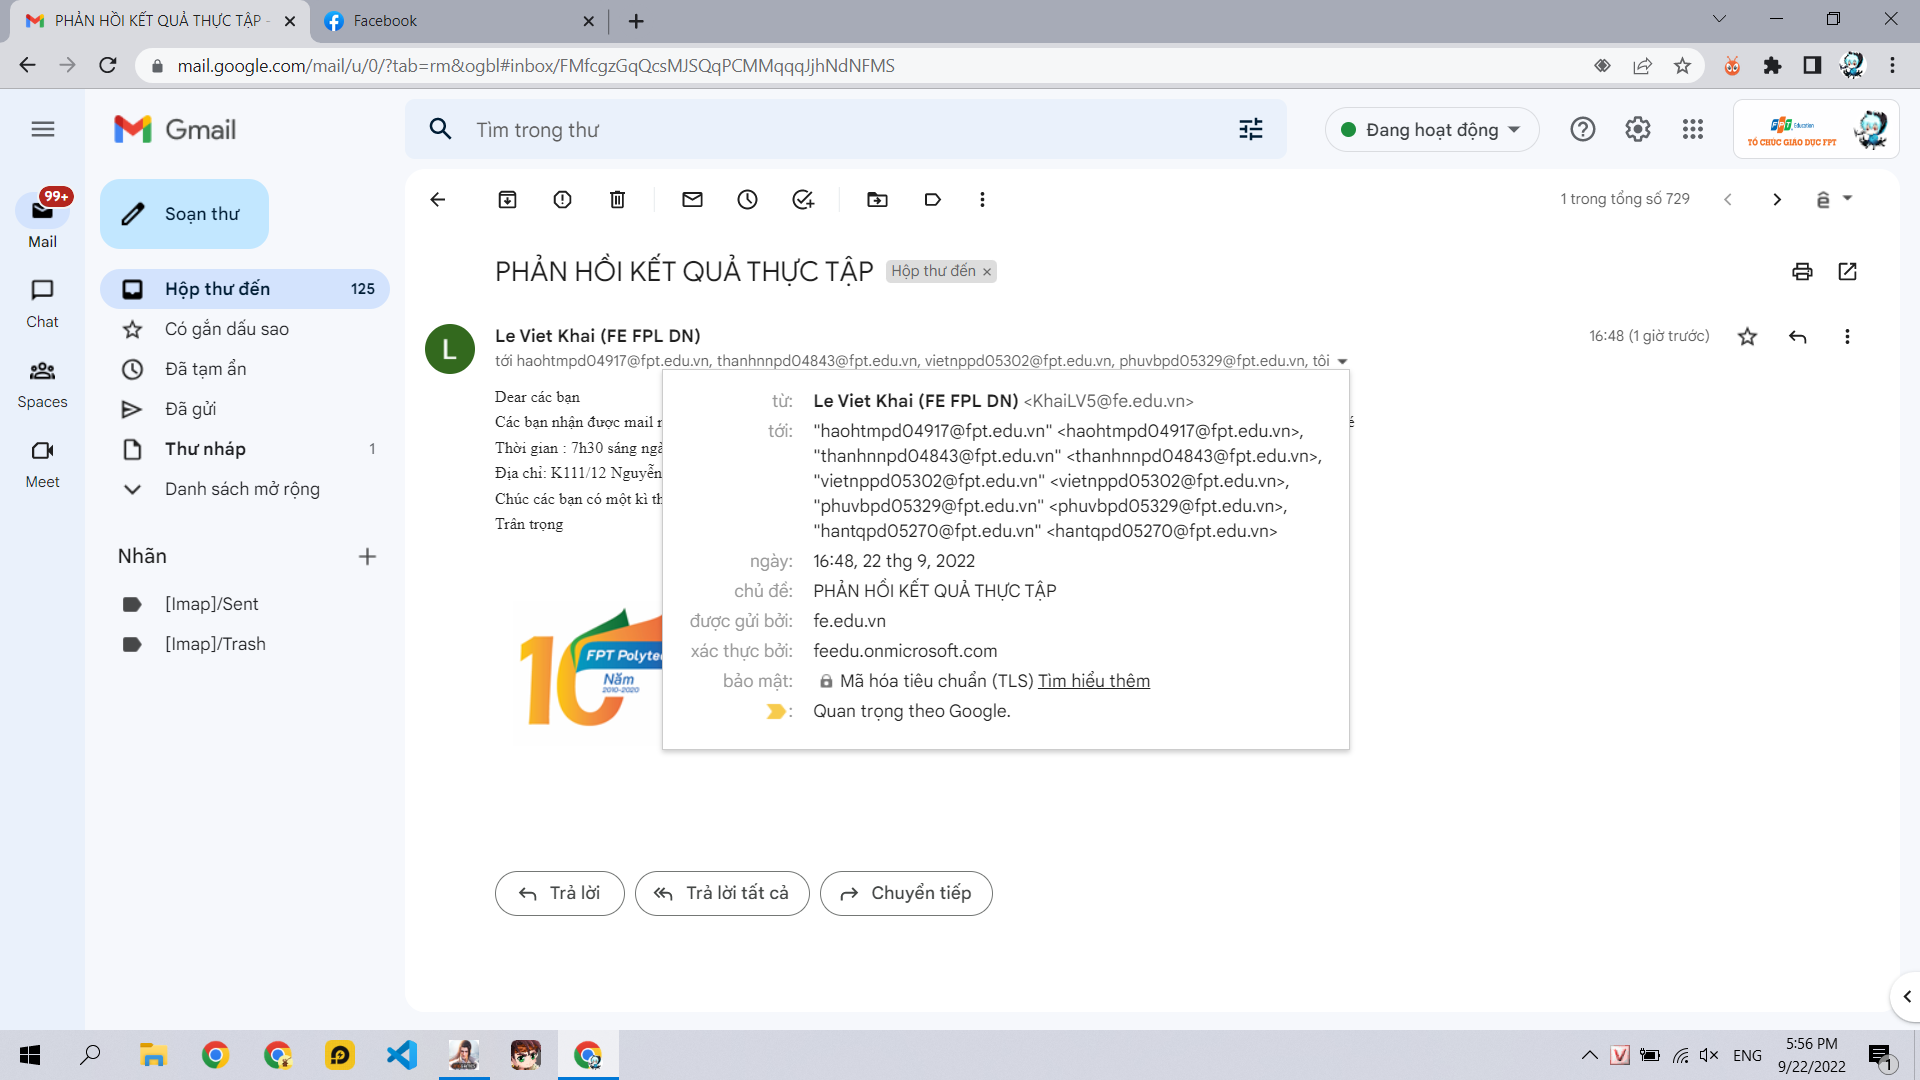 PHẢN HỒI KẾT QUẢ THỰC TẬP -
Facebook
mail.google.com/mail/u/0/?tab=rm&ogbl#inbox/FMfcgzGqQcsMJSQqPCMMqqqJjhNdNFMS
Gmail
Tìm trong thư
Đang hoạt động
FPT Education
TỔ CHỨC GIÁO DỤC FPT
99+
Mail
Chat
Spaces
Meet
Soạn thư
Hộp thư đến 125
Có gắn dấu sao
Đã tạm ẩn
Đã gửi
Thư nháp 1
Danh sách mở rộng
Nhãn
[Imap]/Sent
[Imap]/Trash
1 trong tổng số 729
ê
PHẢN HỒI KẾT QUẢ THỰC TẬP Hộp thư đến ×
L
Le Viet Khai (FE FPL DN)
16:48 (1 giờ trước)
tới haohtmpd04917@fpt.edu.vn, thanhnnpd04843@fpt.edu.vn, vietnppd05302@fpt.edu.vn, phuvbpd05329@fpt.edu.vn, tôi
Dear các bạn
Các bạn nhận được mail
Thời gian : 7h30 sáng
Địa chỉ: K111/12 Nguyễn
Chúc các bạn có một kì
Trân trọng
từ: Le Viet Khai (FE FPL DN) <KhaiLV5@fe.edu.vn>
tới: "haohtmpd04917@fpt.edu.vn" <haohtmpd04917@fpt.edu.vn>,
"thanhnnpd04843@fpt.edu.vn" <thanhnnpd04843@fpt.edu.vn>,
"vietnppd05302@fpt.edu.vn" <vietnppd05302@fpt.edu.vn>,
"phuvbpd05329@fpt.edu.vn" <phuvbpd05329@fpt.edu.vn>,
"hantqpd05270@fpt.edu.vn" <hantqpd05270@fpt.edu.vn>
ngày: 16:48, 22 thg 9, 2022
chủ đề: PHẢN HỒI KẾT QUẢ THỰC TẬP
được gửi bởi: fe.edu.vn
xác thực bởi: feedu.onmicrosoft.com
bảo mật: Mã hóa tiêu chuẩn (TLS) Tìm hiểu thêm
: Quan trọng theo Google.
10
FPT Polyte
Năm
2010-2020
Trả lời
Trả lời tất cả
Chuyển tiếp
ENG
5:56 PM
9/22/2022
1